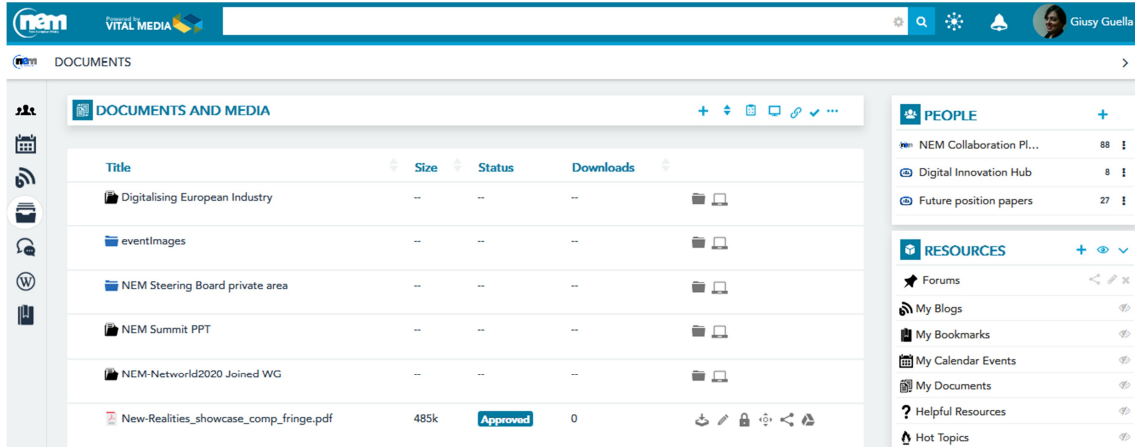 nem
Powered by
VITAL MEDIA
Giusy Guella
nem
DOCUMENTS
DOCUMENTS AND MEDIA
Title Size Status Downloads
Digitalising European Industry -- -- --
eventImages -- -- --
NEM Steering Board private area -- -- --
NEM Summit PPT -- -- --
NEM-Networld2020 Joined WG -- -- --
New-Realities_showcase_comp_fringe.pdf 485k Approved 0
PEOPLE
NEM Collaboration Pl... 88
Digital Innovation Hub 8
Future position papers 27
RESOURCES
Forums
My Blogs
My Bookmarks
My Calendar Events
My Documents
Helpful Resources
Hot Topics